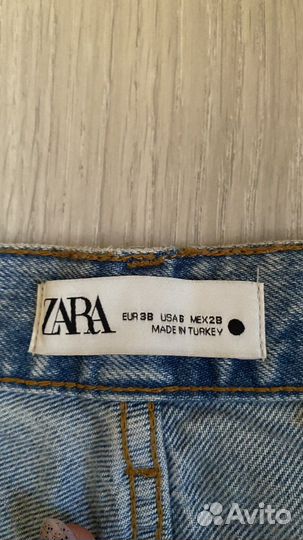 ZARA
EUR 38 USA 6 MEX 28
MADE IN TURKEY
Avito